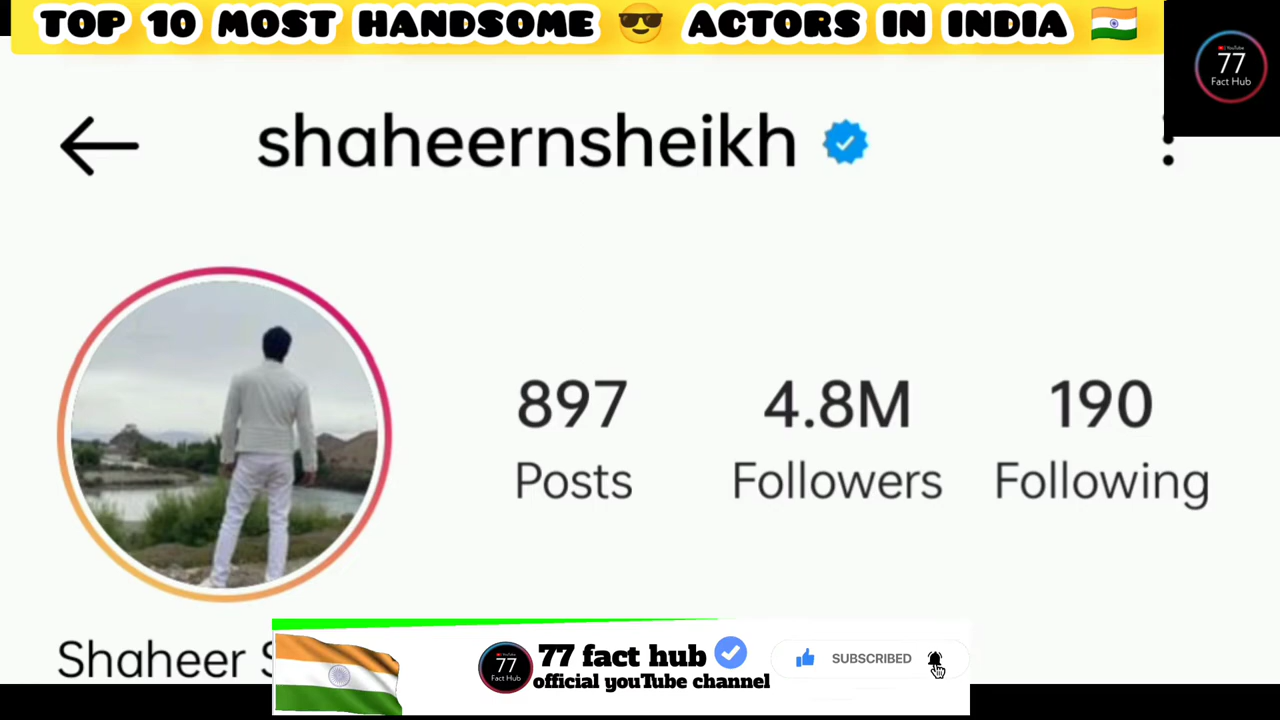 TOP 10 MOST HANDSOME 😎 ACTORS IN INDIA 🇮🇳
YouTube
77
Fact Hub
shaheernsheikh
897 4.8M 190
Posts Followers Following
Shaheer S
77 fact hub
official youTube channel
77
Fact Hub
SUBSCRIBED